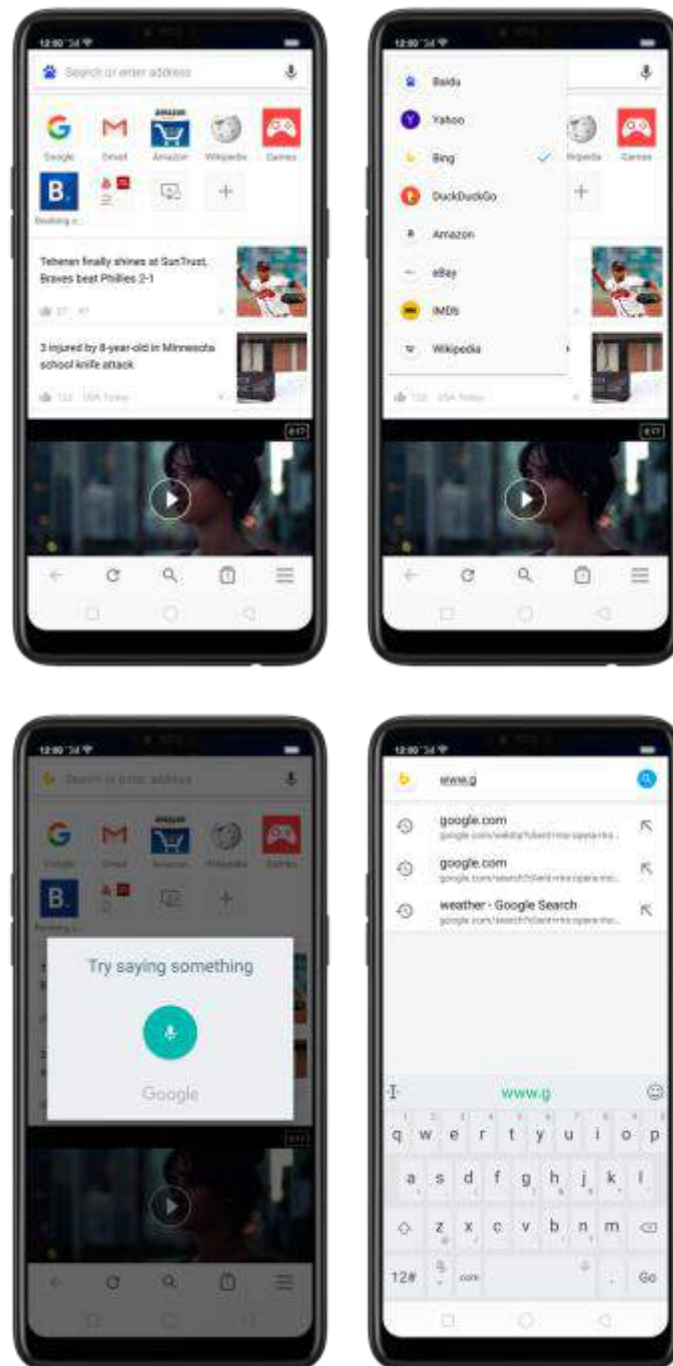 12:00
Search or enter address
Google
Gmail
amazon
Amazon
Wikipedia
Games
B.
Teheran finally shines at SunTrust,
Braves beat Phillies 2-1
3 injured by 8-year-old in Minnesota
school knife attack
USA Today
12:00
Baidu
Yahoo
Bing
DuckDuckGo
Amazon
eBay
IMDb
Wikipedia
Games
USA Today
12:00
Search or enter address
Google
Gmail
Amazon
Wikipedia
Games
B.
Try saying something
Google
12:00
www.g
google.com
google.com
weather - Google Search
www.g
q w e r t y u i o p
a s d f g h j k l
z x c v b n m
12# .com . Go